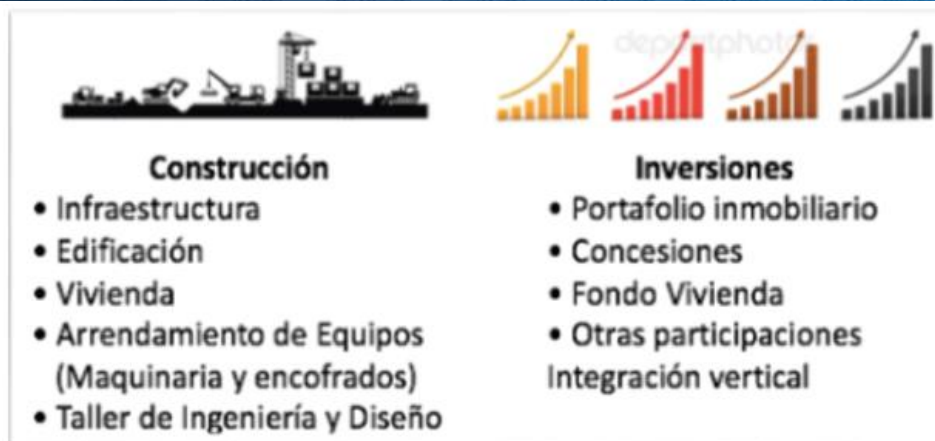 depositphotos
Construcción
• Infraestructura
• Edificación
• Vivienda
• Arrendamiento de Equipos
(Maquinaria y encofrados)
• Taller de Ingeniería y Diseño
Inversiones
• Portafolio inmobiliario
• Concesiones
• Fondo Vivienda
• Otras participaciones
Integración vertical